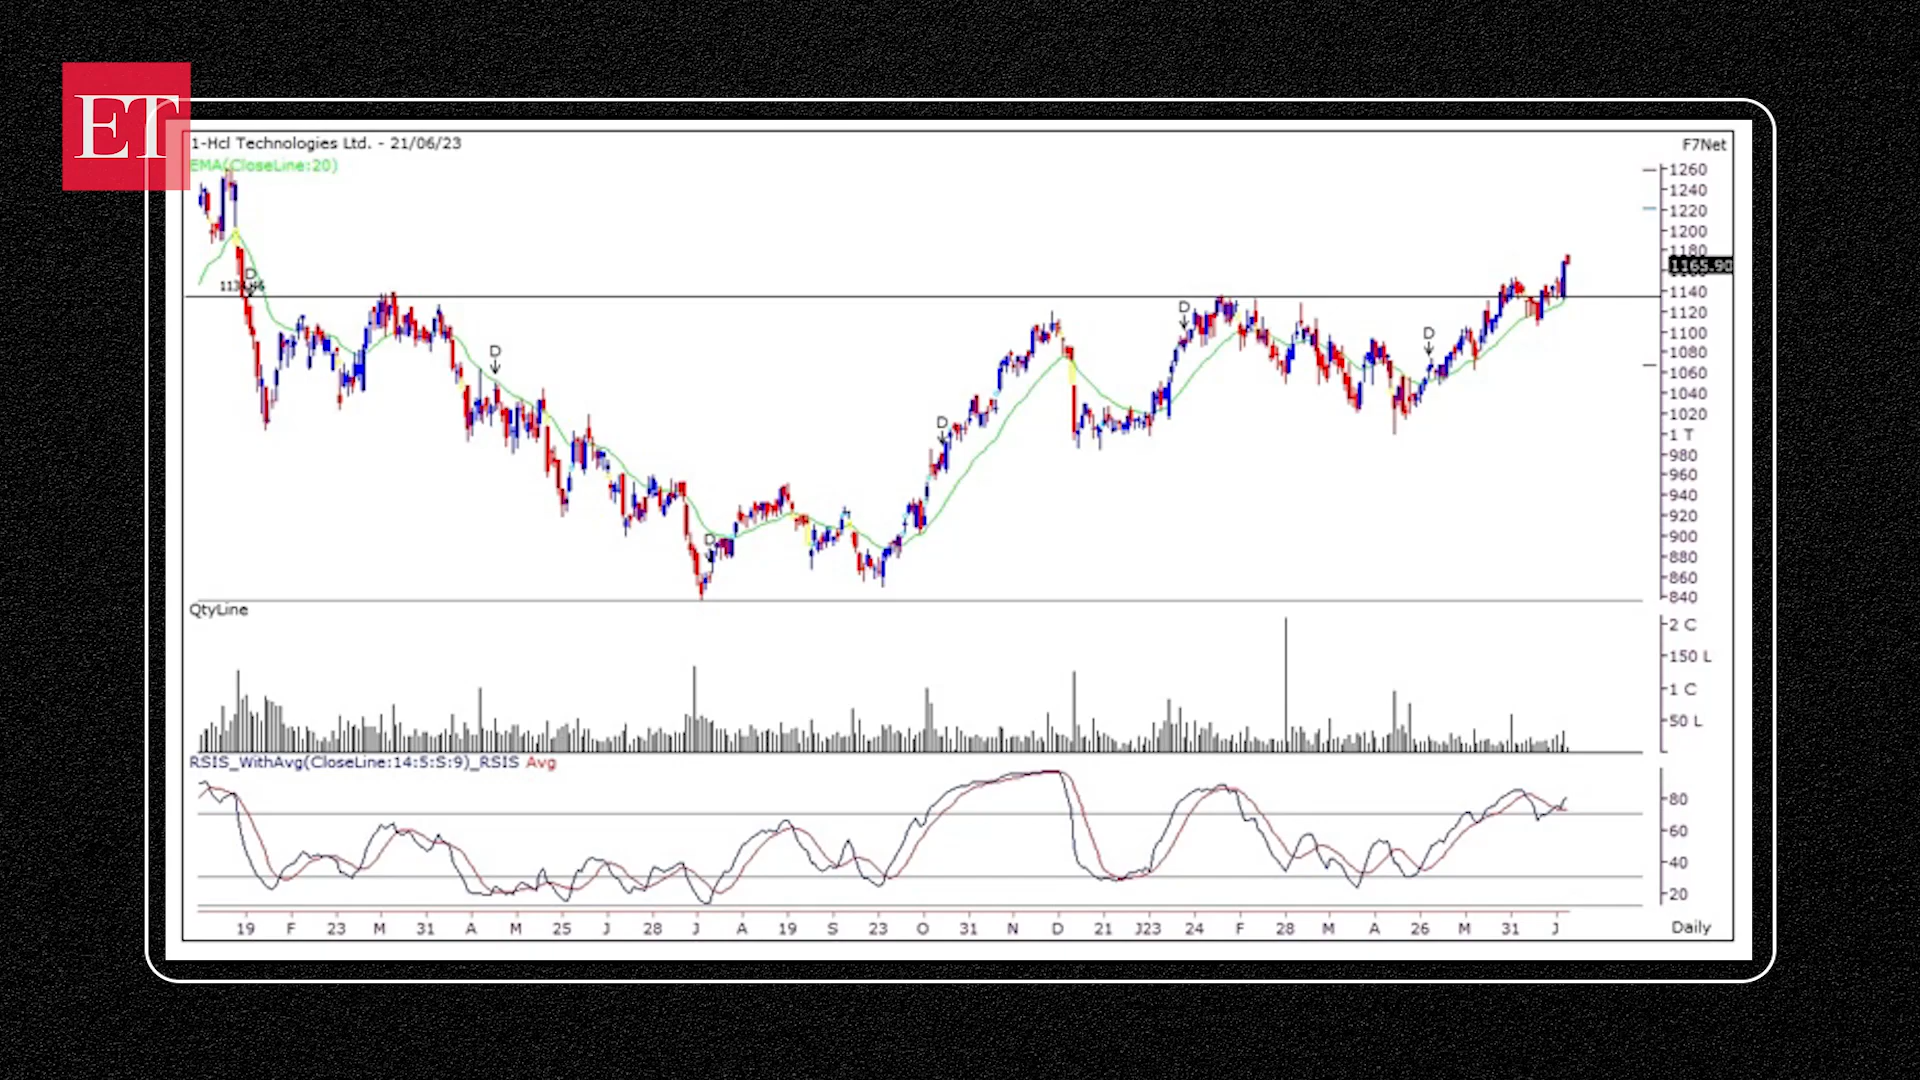 ET
1-Hcl Technologies Ltd. - 21/06/23
F7Net
EMA(CloseLine:20)
1260
1240
1220
1200
1180
1165.90
1140
1120
1100
1080
1060
1040
1020
1 T
980
960
940
920
900
880
860
840
D
D
D
D
D
D
QtyLine
2 C
150 L
1 C
50 L
RSIS_WithAvg(CloseLine:14:5:S:9)_RSIS Avg
80
60
40
20
19 F 23 M 31 A M 25 J 28 J A 19 S 23 O 31 N D 21 J23 24 F 28 M A 26 M 31 J
Daily